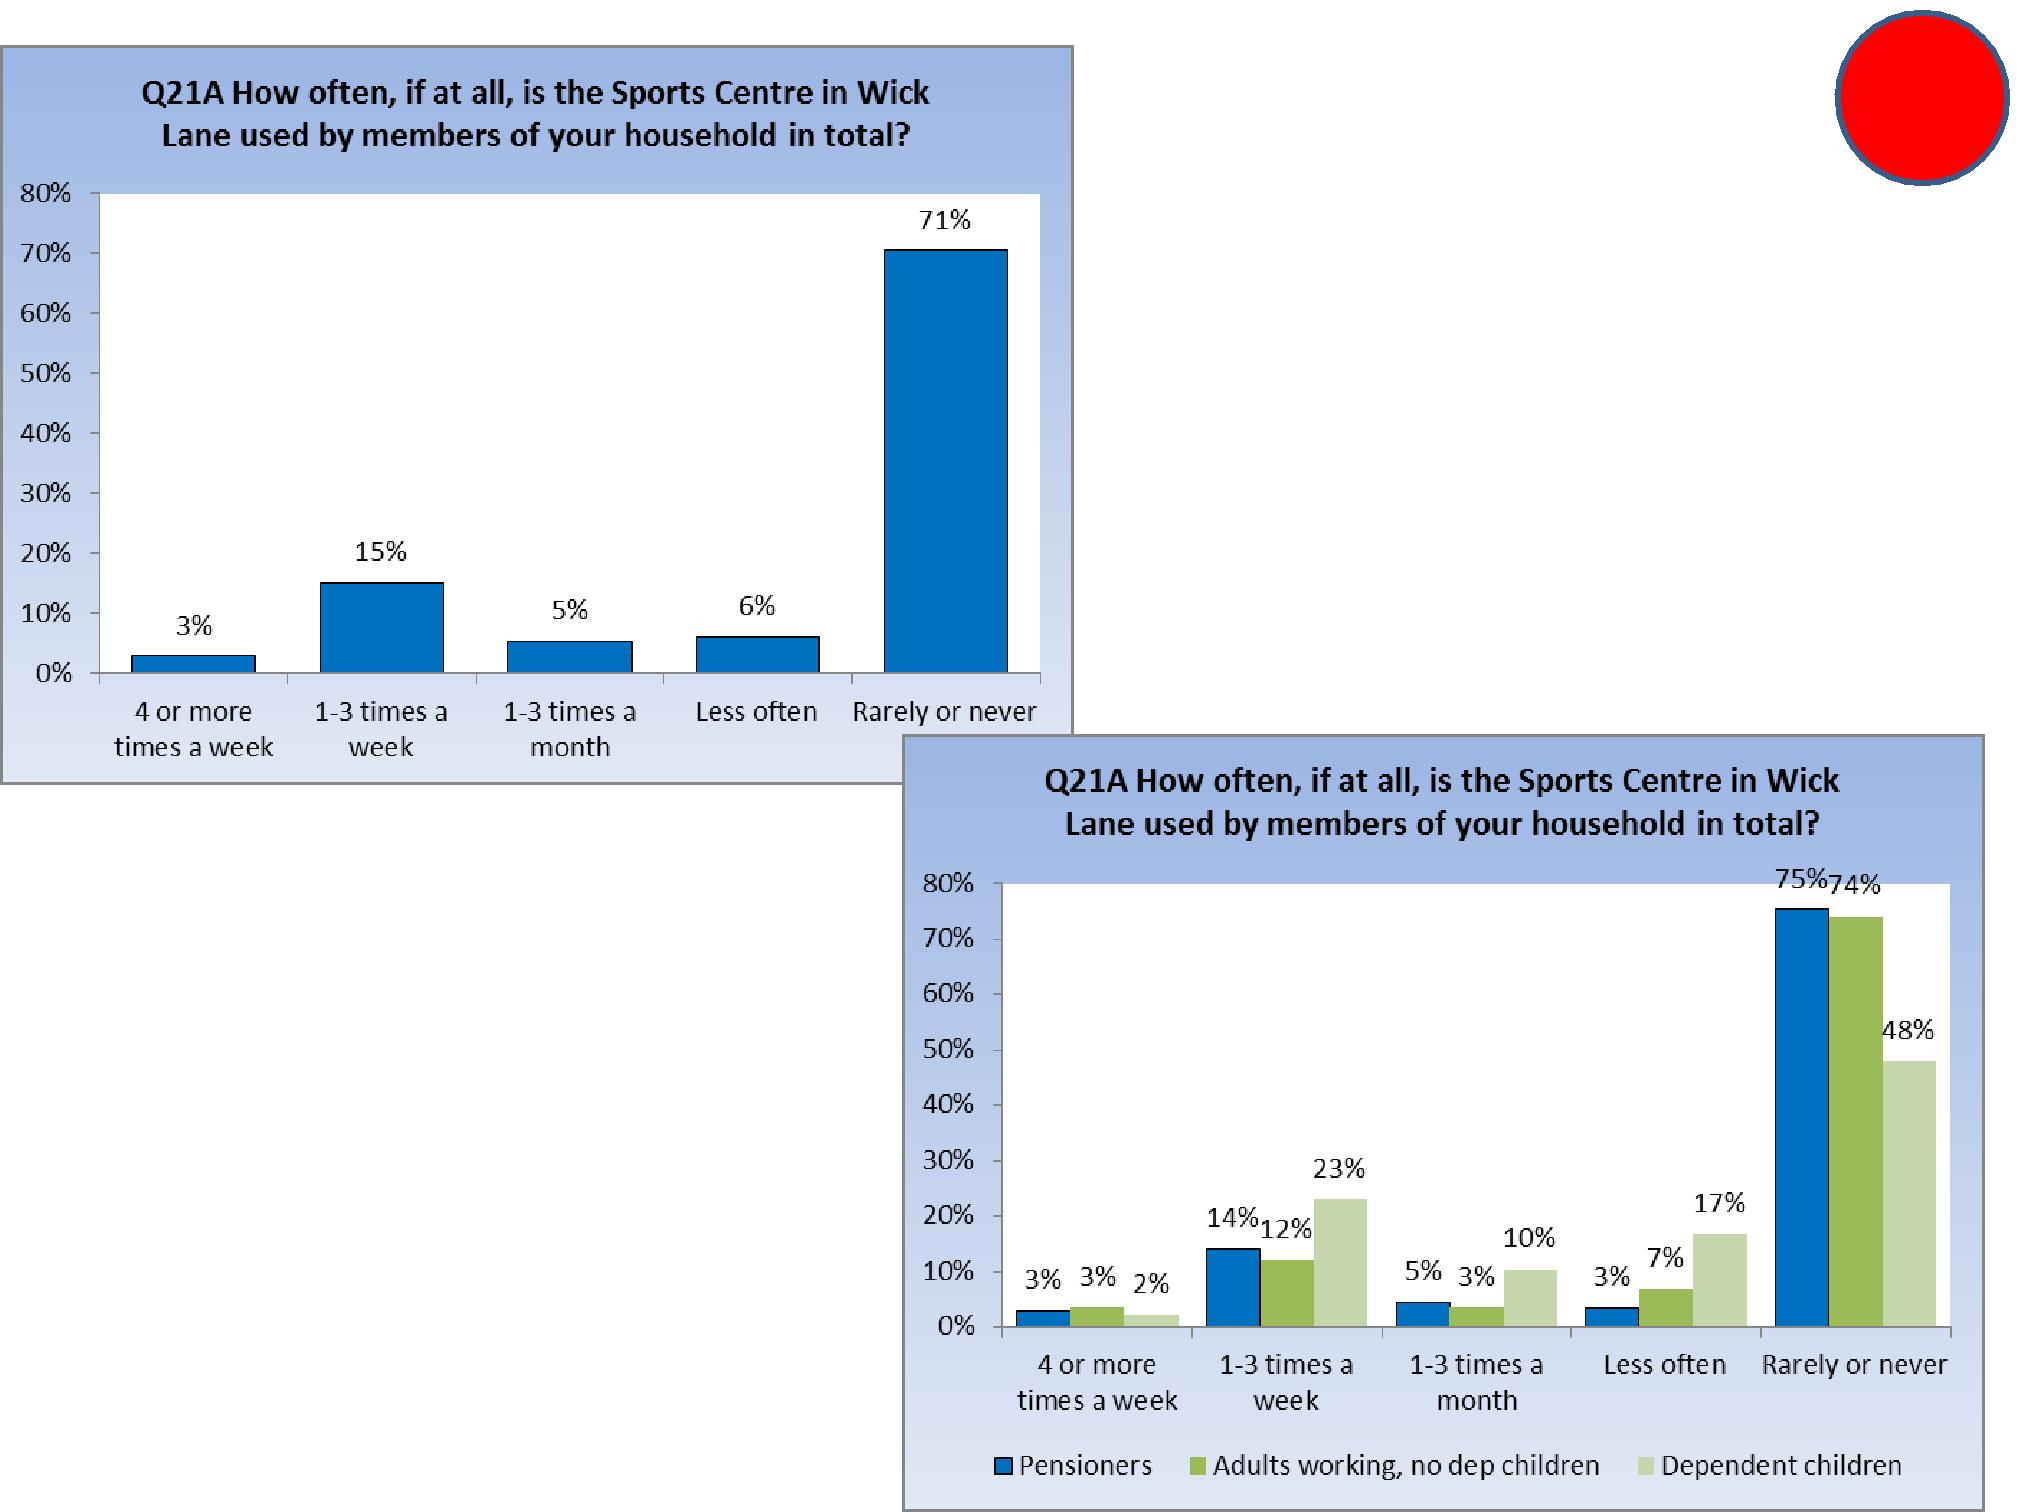 Q21A How often, if at all, is the Sports Centre in Wick
Lane used by members of your household in total?
80%
70%
60%
50%
40%
30%
20%
10%
0%
3%
15%
5%
6%
71%
4 or more
times a week
1-3 times a
week
1-3 times a
month
Less often
Rarely or never
Q21A How often, if at all, is the Sports Centre in Wick
Lane used by members of your household in total?
80%
70%
60%
50%
40%
30%
20%
10%
0%
3% 3% 2%
14% 12% 23%
5% 3% 10%
3% 7% 17%
75% 74% 48%
4 or more
times a week
1-3 times a
week
1-3 times a
month
Less often
Rarely or never
Pensioners
Adults working, no dep children
Dependent children